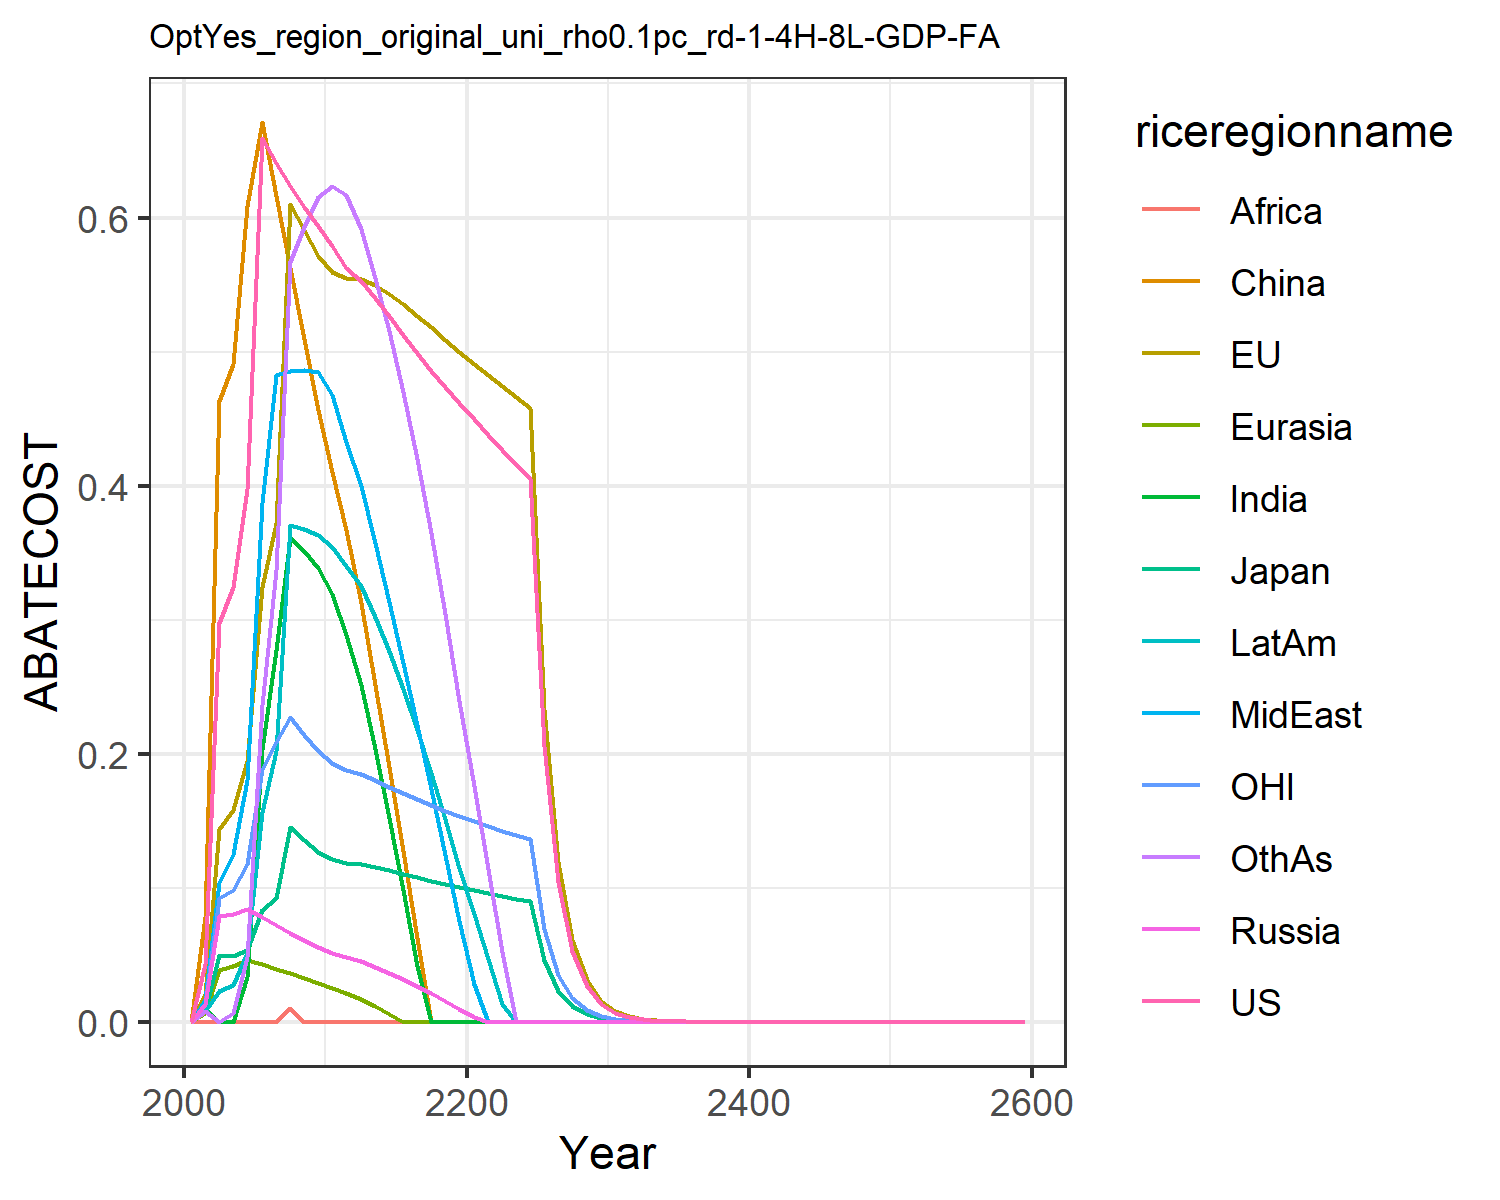 OptYes_region_original_uni_rho0.1pc_rd-1-4H-8L-GDP-FA
riceregionname
Africa
China
EU
Eurasia
India
Japan
LatAm
MidEast
OHI
OthAs
Russia
US
ABATECOST
0.6
0.4
0.2
0.0
2000
2200
2400
2600
Year